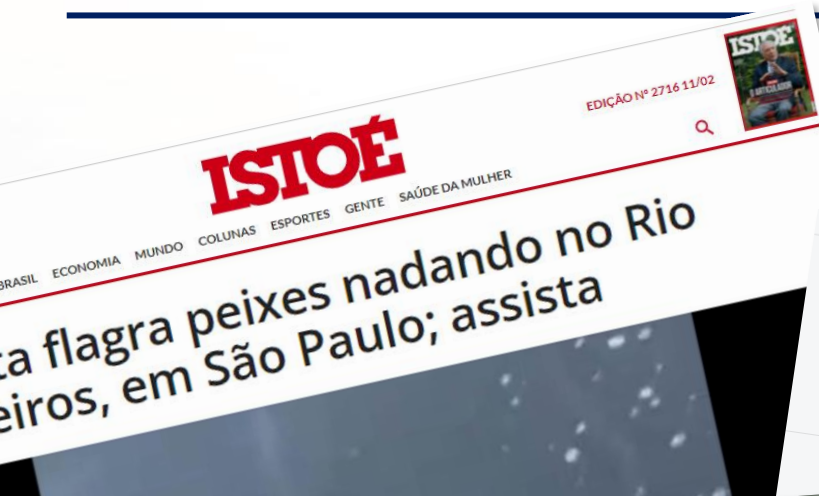 ISTOÉ
EDIÇÃO Nº 2716 11/02
ISTOÉ
BRASIL ECONOMIA MUNDO COLUNAS ESPORTES GENTE SAÚDE DA MULHER
ta flagra peixes nadando no Rio
eiros, em São Paulo; assista